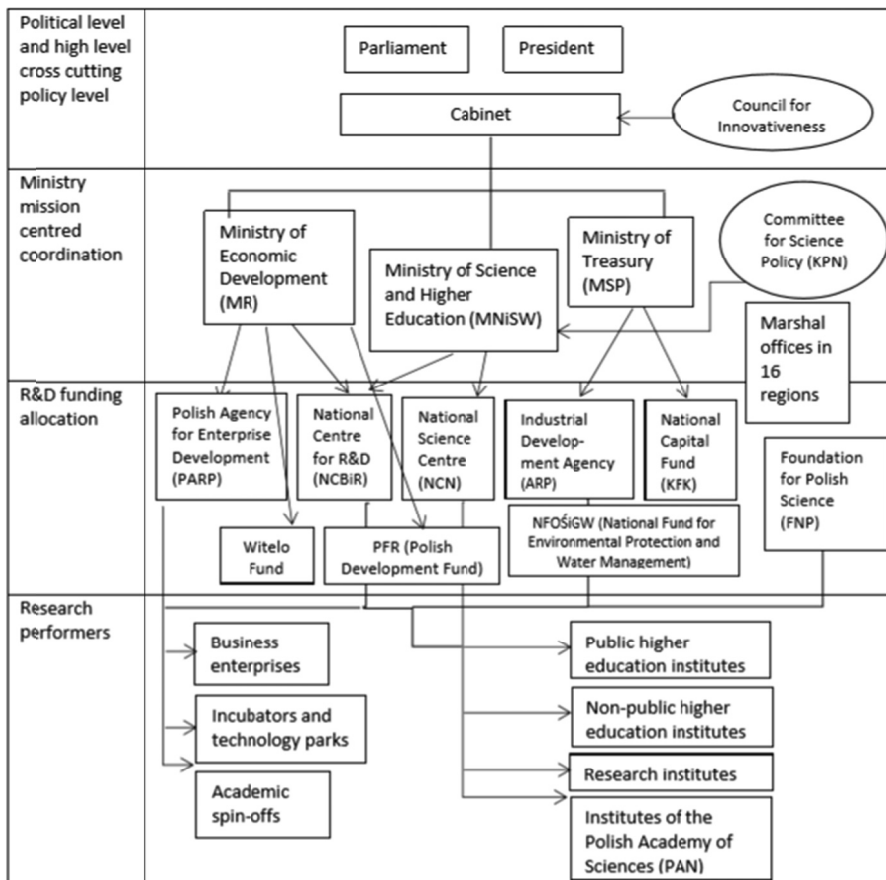 Political level
and high level
cross cutting
policy level
Parliament
President
Cabinet
Council for
Innovativeness
Ministry
mission
centred
coordination
Ministry of
Economic
Development
(MR)
Ministry of Science
and Higher
Education (MNiSW)
Ministry of
Treasury
(MSP)
Committee
for Science
Policy (KPN)
Marshal
offices in
16
regions
R&D funding
allocation
Polish Agency
for Enterprise
Development
(PARP)
National
Centre
for R&D
(NCBiR)
National
Science
Centre
(NCN)
Industrial
Develop-
ment Agency
(ARP)
National
Capital
Fund
(KFK)
Foundation
for Polish
Science
(FNP)
Witelo
Fund
PFR (Polish
Development Fund)
NFOŚiGW (National Fund for
Environmental Protection and
Water Management)
Research
performers
Business
enterprises
Incubators and
technology parks
Academic
spin-offs
Public higher
education institutes
Non-public higher
education institutes
Research institutes
Institutes of the
Polish Academy of
Sciences (PAN)